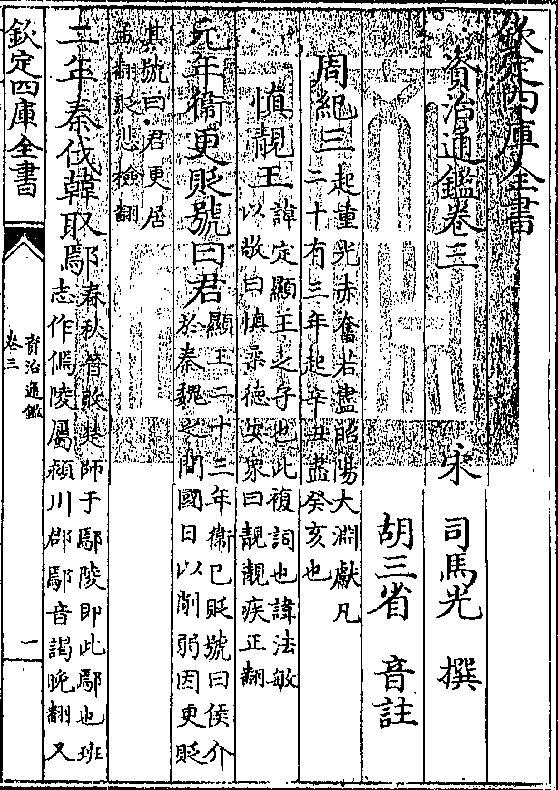 欽定四庫全書
資治通鑑卷三
宋 司馬光 撰
胡三省 音註
周紀三起重光赤奮若盡昭陽大淵獻凡
二十有三年起辛丑盡癸亥也
慎靚王諱定顯王之子也此複詞也諡法敏
以敬曰慎柔德安衆曰靚靚疾正翻
元年衛更貶號曰君顯王二十三年衛已貶號曰侯介
於秦魏之間國日以削弱因更貶
其號曰君更居
孟翻貶悲檢翻
二年秦伐韓取鄢春秋晉敗楚師于鄢陵即此鄢也班
志作傿陵屬潁川郡鄢音謁晚翻又
欽定四庫全書
資治通鑑
卷三
一